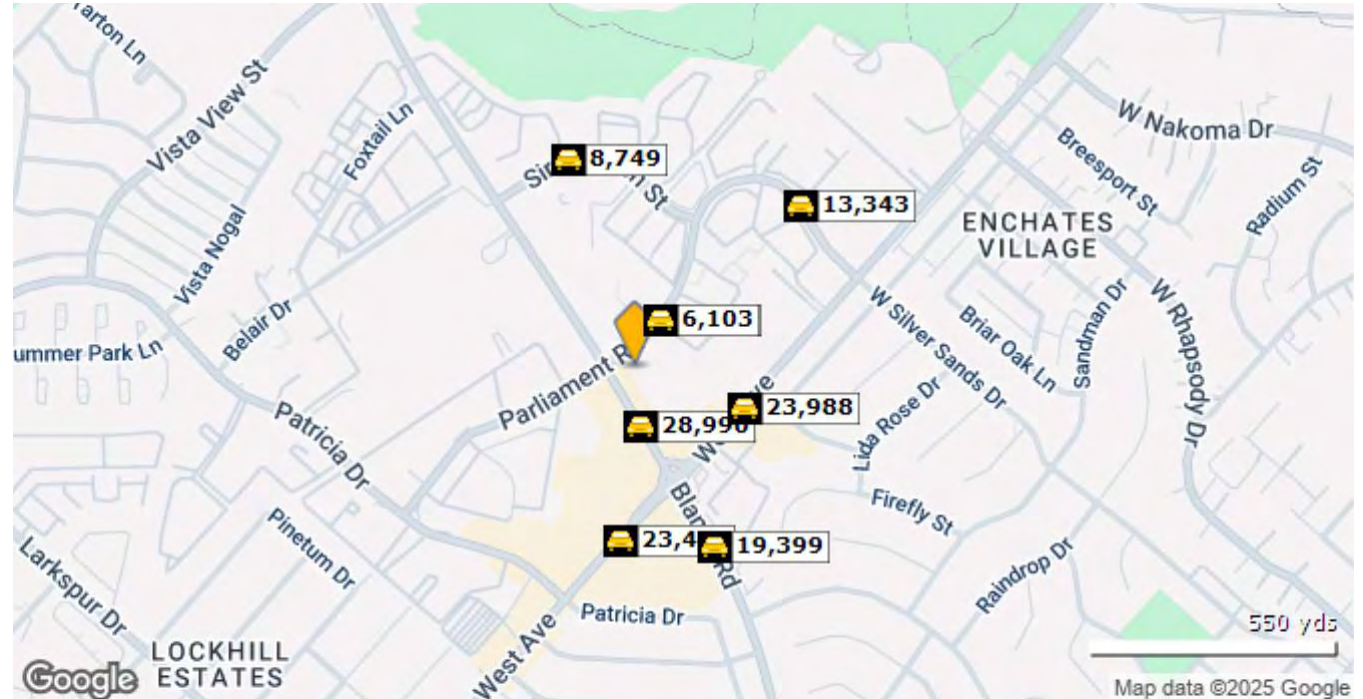 Tarton Ln
Vista View St
Foxtail Ln
8,749
13,343
W Nakoma Dr
Breesport St
Radium St
ENCHATES
VILLAGE
Vista Nogal
Belair Dr
6,103
W Silver Sands Dr
Briar Oak Ln
Sandman Dr
W Rhapsody Dr
Park Ln
Parliament
Patricia Dr
23,988
Lida Rose Dr
Firefly St
Pinetum Dr
Larkspur Dr
19,399
Rd
Raindrop Dr
Patricia Dr
West Ave
LOCKHILL
ESTATES
550 yds
Google
Map data ©2025 Google